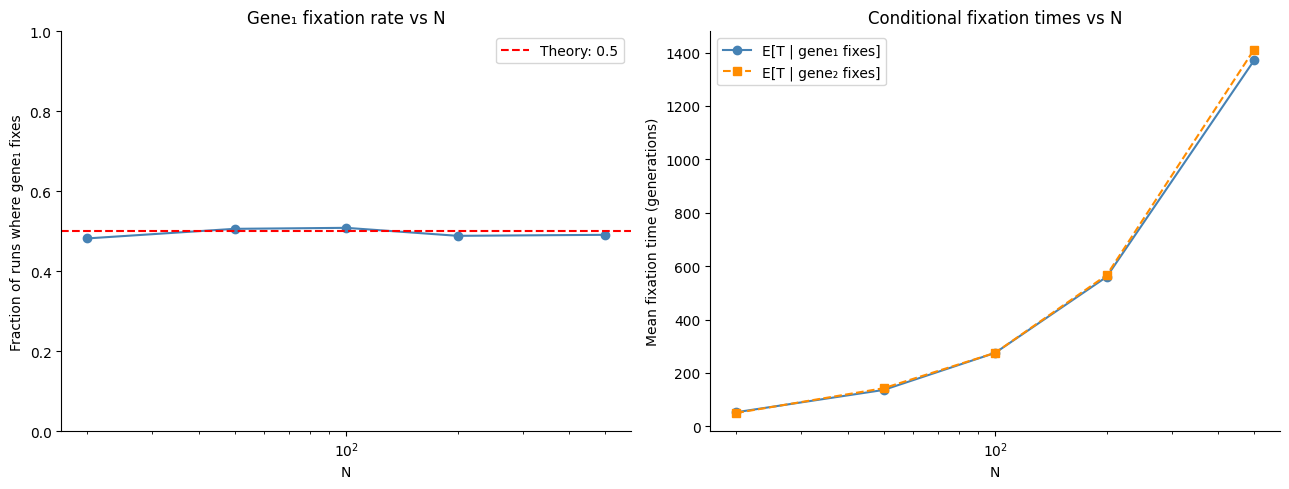 Gene₁ fixation rate vs N
Theory: 0.5
Fraction of runs where gene₁ fixes
1.0
0.8
0.6
0.4
0.2
0.0
10²
N
Conditional fixation times vs N
E[T | gene₁ fixes]
E[T | gene₂ fixes]
Mean fixation time (generations)
1400
1200
1000
800
600
400
200
0
10²
N